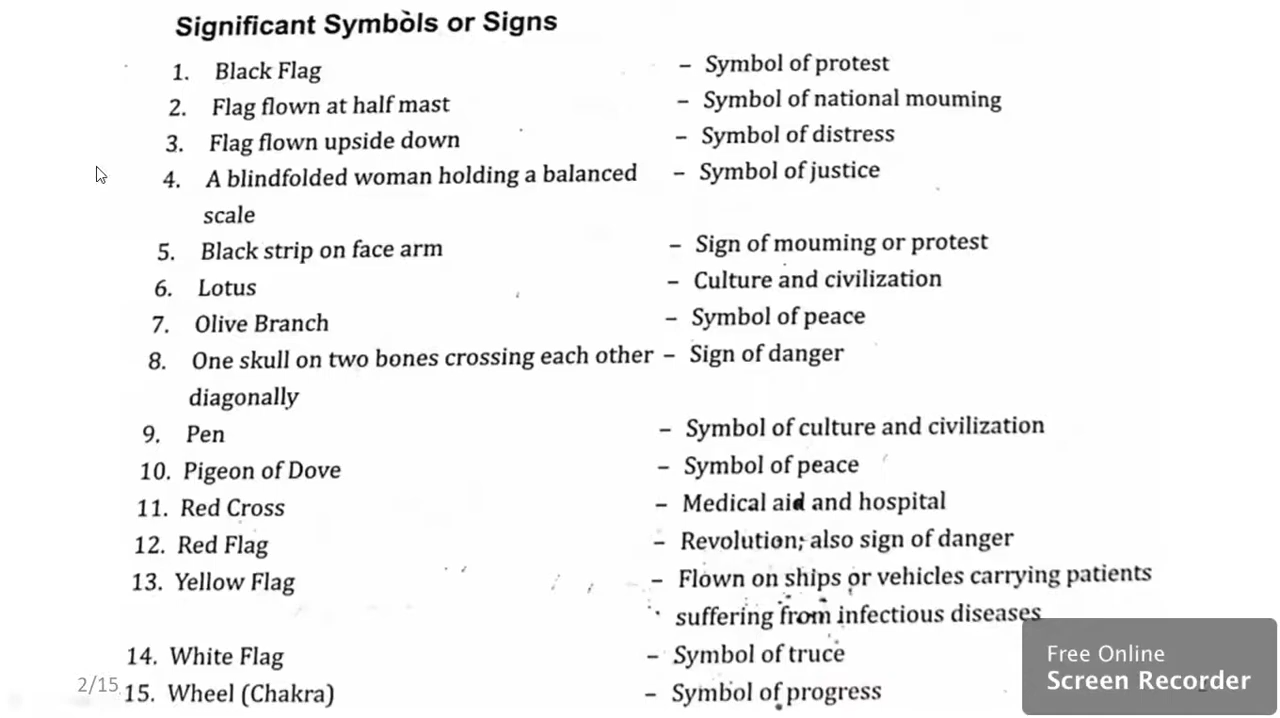 Significant Symbols or Signs
1. Black Flag – Symbol of protest
2. Flag flown at half mast – Symbol of national mouming
3. Flag flown upside down – Symbol of distress
4. A blindfolded woman holding a balanced – Symbol of justice
scale
5. Black strip on face arm – Sign of mouming or protest
6. Lotus – Culture and civilization
7. Olive Branch – Symbol of peace
8. One skull on two bones crossing each other – Sign of danger
diagonally
9. Pen – Symbol of culture and civilization
10. Pigeon of Dove – Symbol of peace
11. Red Cross – Medical aid and hospital
12. Red Flag – Revolution; also sign of danger
13. Yellow Flag – Flown on ships or vehicles carrying patients
suffering from infectious diseases
14. White Flag – Symbol of truce
2/15
15. Wheel (Chakra) – Symbol of progress
Free Online
Screen Recorder